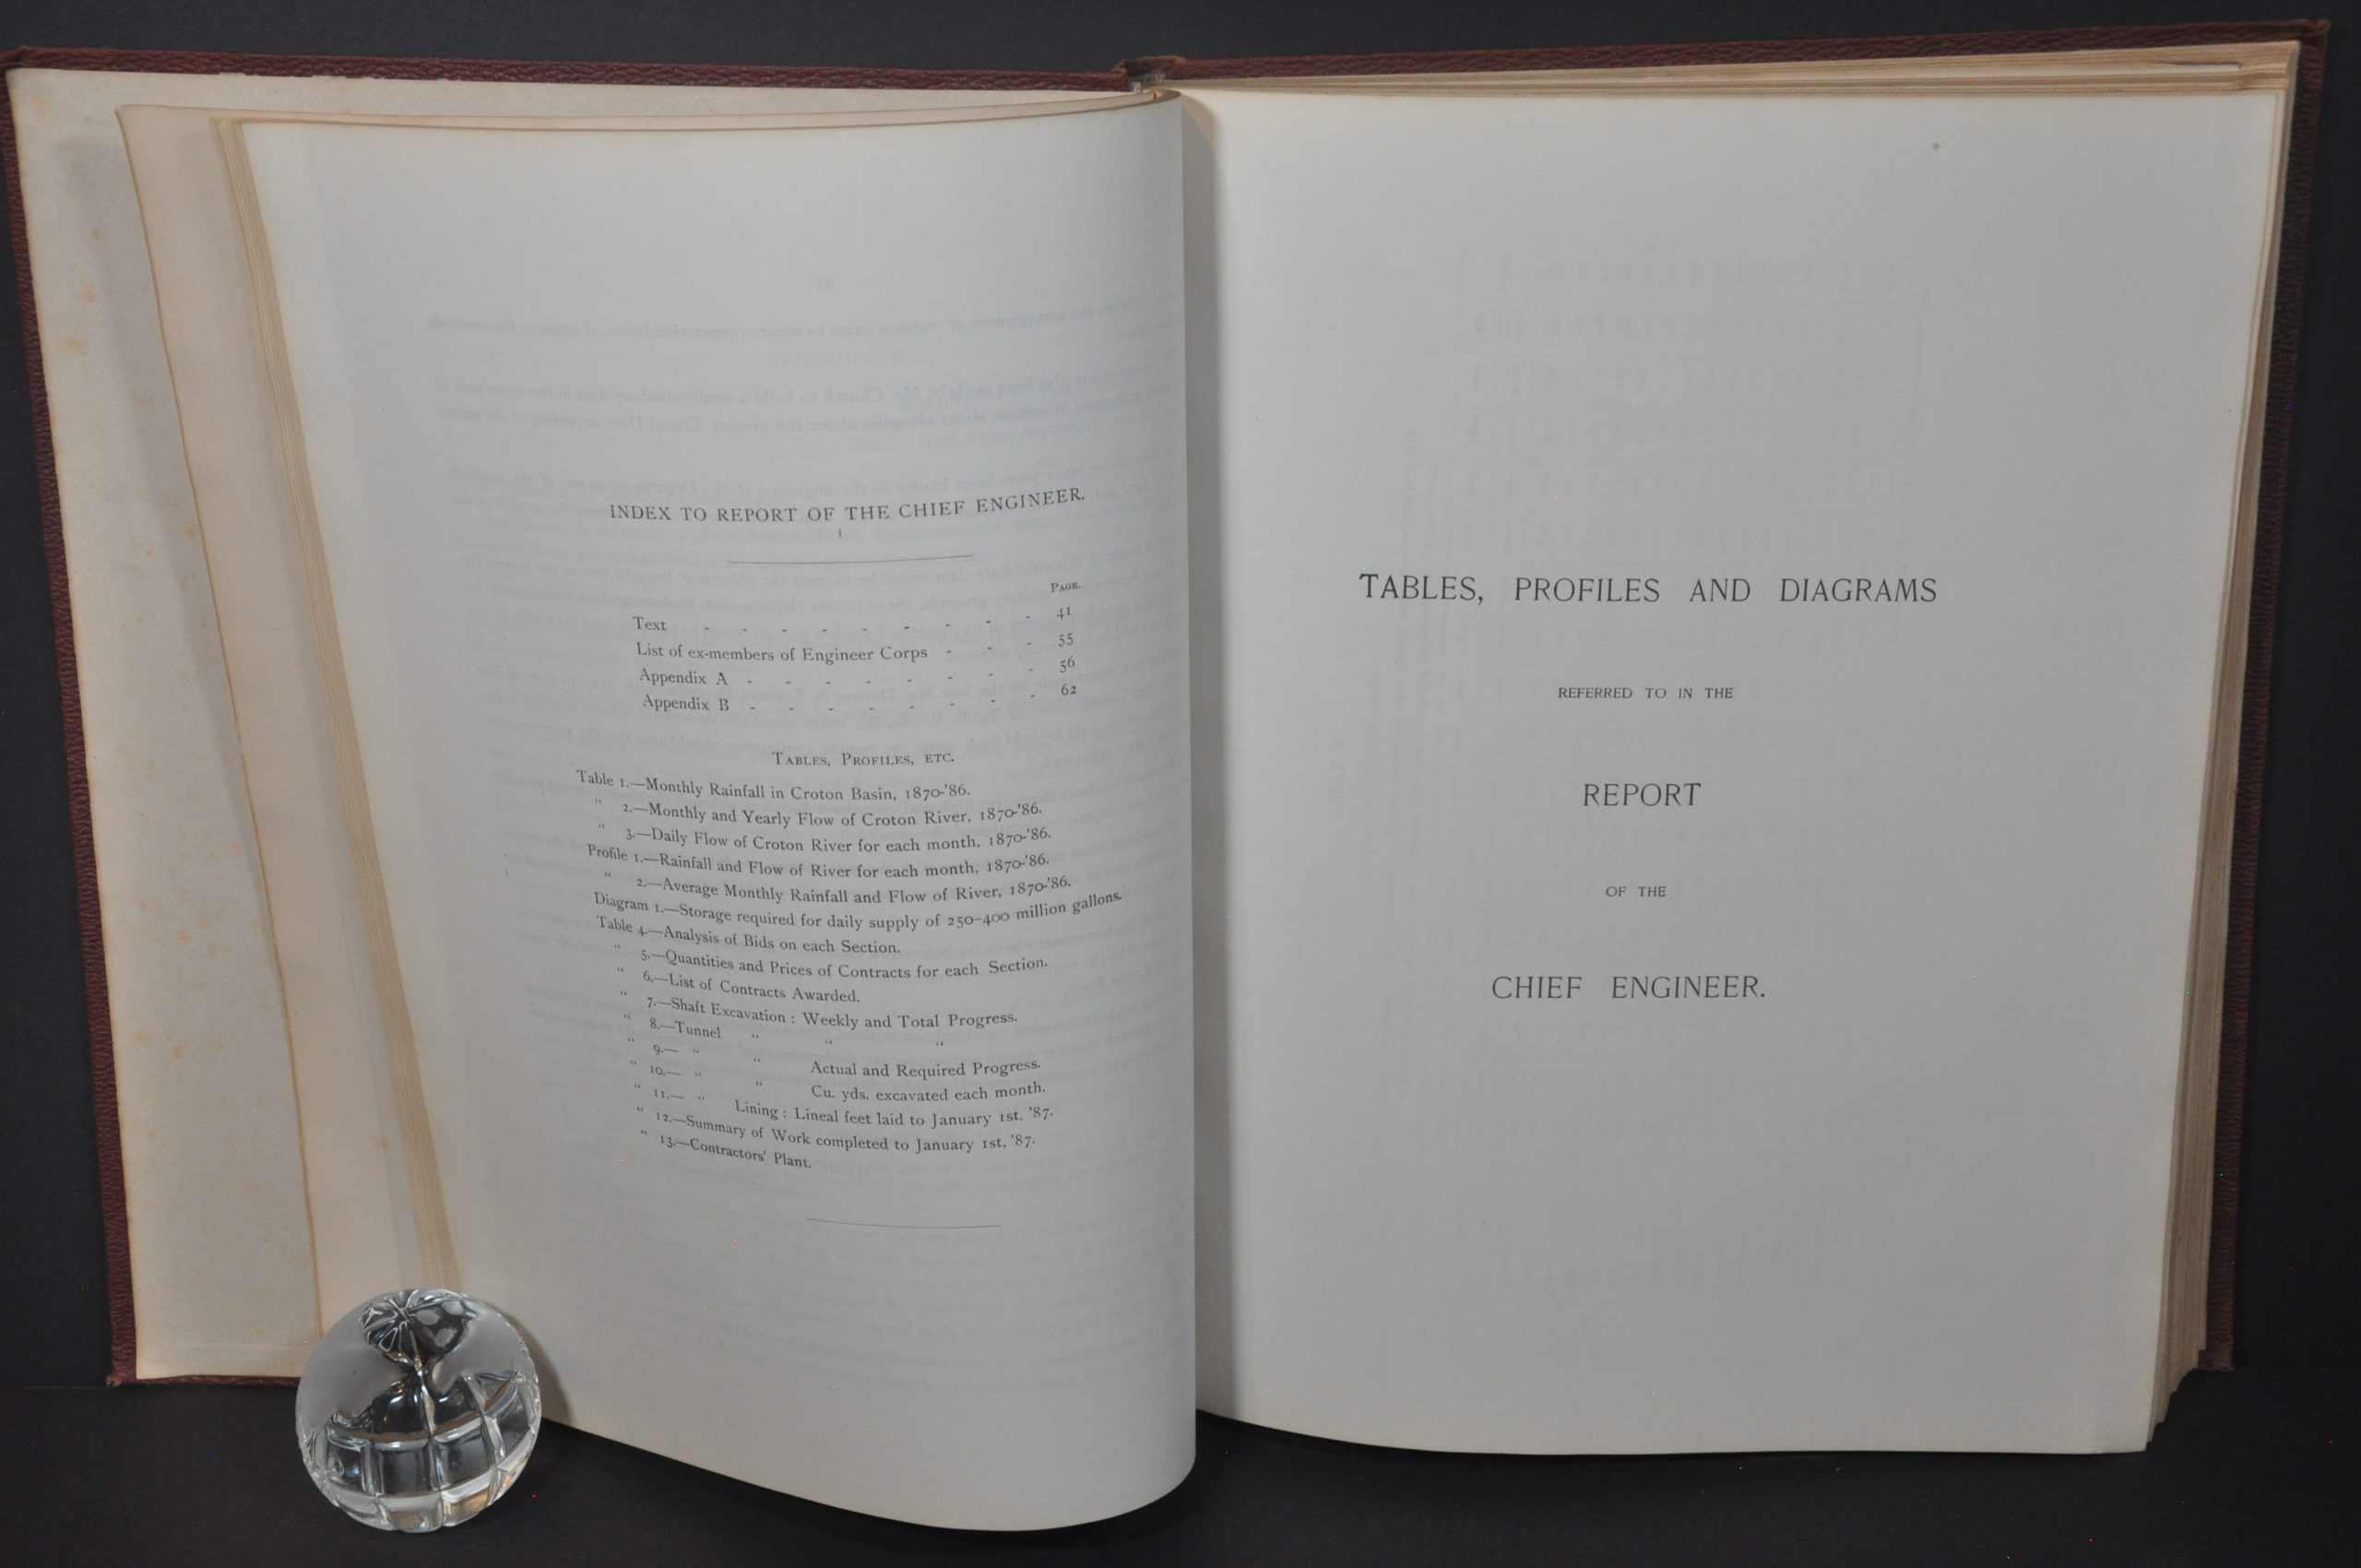 INDEX TO REPORT OF THE CHIEF ENGINEER.
PAGE.
Text - - - - - - - - - 41
List of ex-members of Engineer Corps - - - 55
Appendix A - - - - - - - - 56
Appendix B - - - - - - - - 62
TABLES, PROFILES, ETC.
Table 1.—Monthly Rainfall in Croton Basin, 1870-'86.
" 2.—Monthly and Yearly Flow of Croton River, 1870-'86.
" 3.—Daily Flow of Croton River for each month, 1870-'86.
Profile 1.—Rainfall and Flow of River for each month, 1870-'86.
" 2.—Average Monthly Rainfall and Flow of River, 1870-'86.
Diagram 1.—Storage required for daily supply of 250-400 million gallons.
Table 4.—Analysis of Bids on each Section.
" 5.—Quantities and Prices of Contracts for each Section.
" 6.—List of Contracts Awarded.
" 7.—Shaft Excavation : Weekly and Total Progress.
" 8.—Tunnel " " "
" 9.— " " Actual and Required Progress.
" 10.— " " Cu. yds. excavated each month.
" 11.— " Lining : Lineal feet laid to January 1st, '87.
" 12.—Summary of Work completed to January 1st, '87.
" 13.—Contractors' Plant.
TABLES, PROFILES AND DIAGRAMS
REFERRED TO IN THE
REPORT
OF THE
CHIEF ENGINEER.